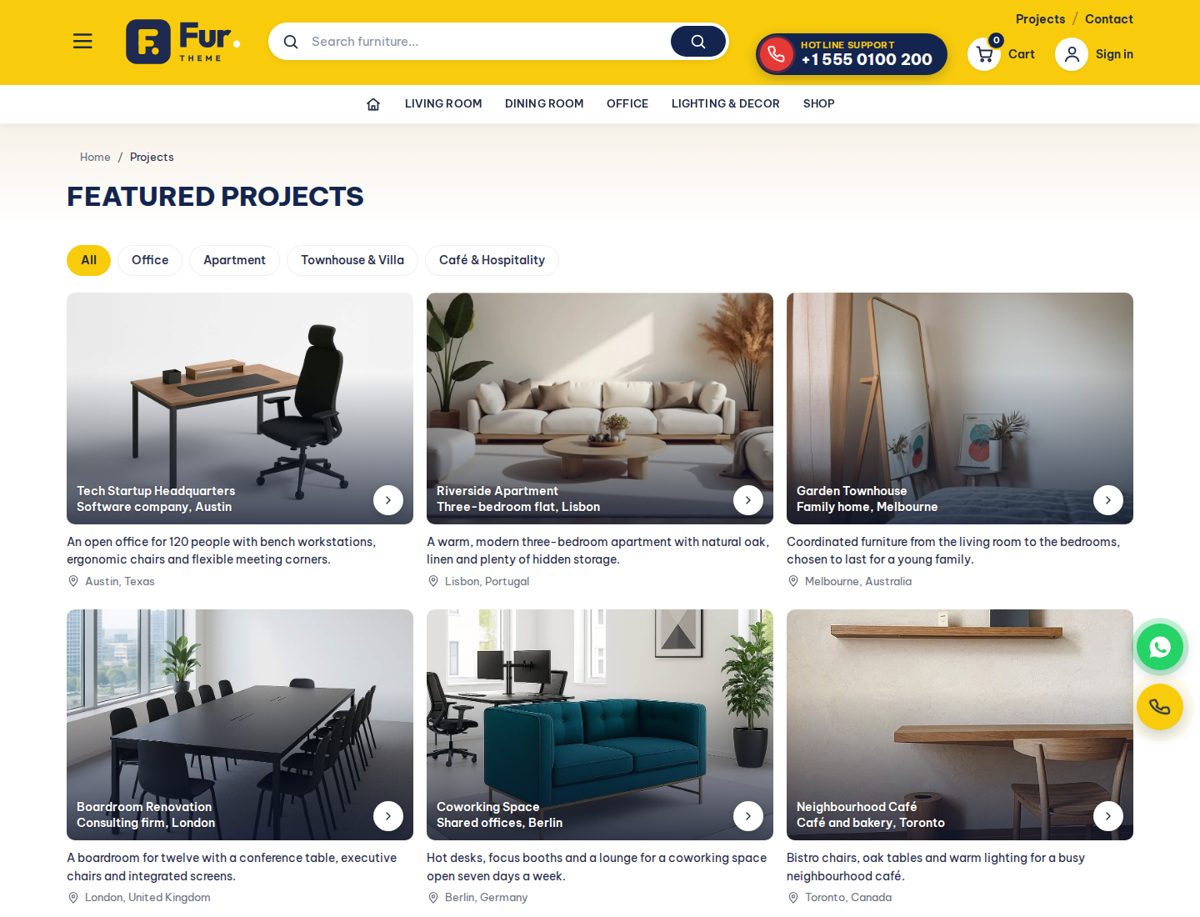 Projects / Contact
Fur.
THEME
Search furniture...
HOTLINE SUPPORT
+1 555 0100 200
0
Cart
Sign in
LIVING ROOM
DINING ROOM
OFFICE
LIGHTING & DECOR
SHOP
Home / Projects
FEATURED PROJECTS
All
Office
Apartment
Townhouse & Villa
Café & Hospitality
Tech Startup Headquarters
Software company, Austin
An open office for 120 people with bench workstations,
ergonomic chairs and flexible meeting corners.
Austin, Texas
Riverside Apartment
Three-bedroom flat, Lisbon
A warm, modern three-bedroom apartment with natural oak,
linen and plenty of hidden storage.
Lisbon, Portugal
Garden Townhouse
Family home, Melbourne
Coordinated furniture from the living room to the bedrooms,
chosen to last for a young family.
Melbourne, Australia
Boardroom Renovation
Consulting firm, London
A boardroom for twelve with a conference table, executive
chairs and integrated screens.
London, United Kingdom
Coworking Space
Shared offices, Berlin
Hot desks, focus booths and a lounge for a coworking space
open seven days a week.
Berlin, Germany
Neighbourhood Café
Café and bakery, Toronto
Bistro chairs, oak tables and warm lighting for a busy
neighbourhood café.
Toronto, Canada